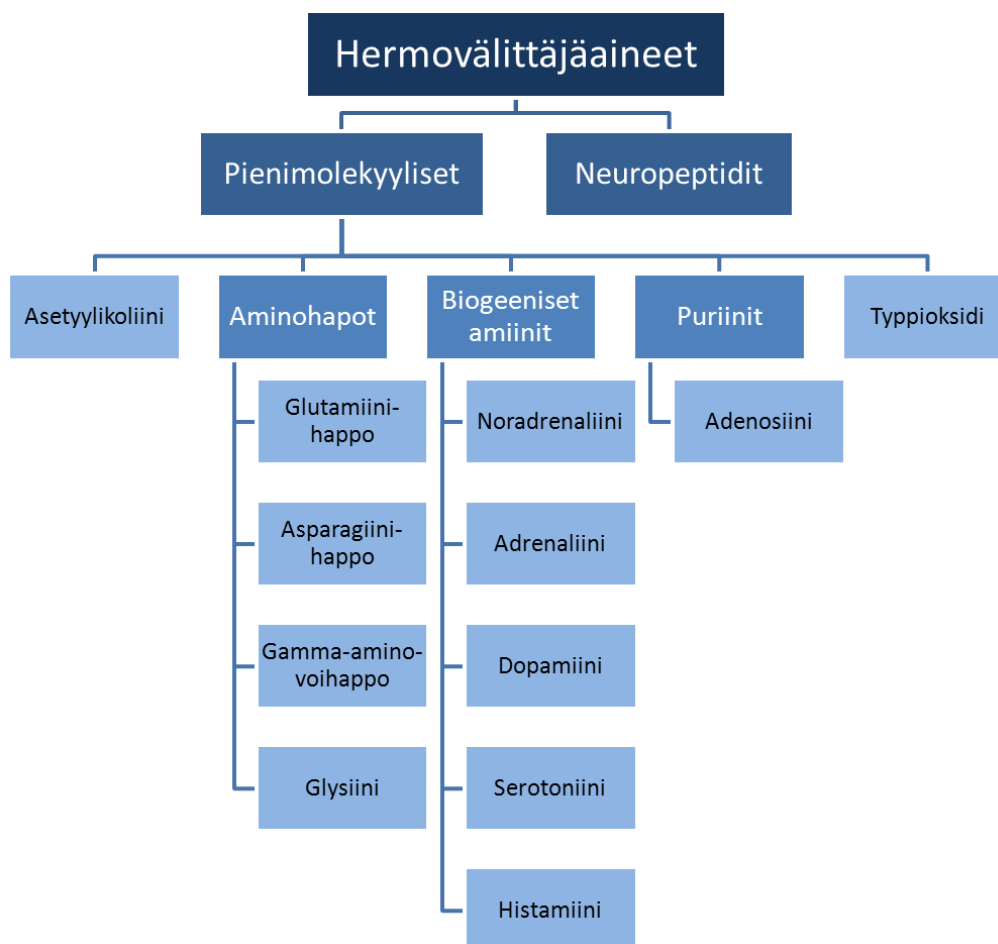 Hermovälittäjäaineet
Pienimolekyyliset
Neuropeptidit
Asetyylikoliini
Aminohapot
Biogeeniset
amiinit
Puriinit
Typpioksidi
Glutamiini-
happo
Noradrenaliini
Adenosiini
Asparagiini-
happo
Adrenaliini
Gamma-amino-
voihappo
Dopamiini
Glysiini
Serotoniini
Histamiini